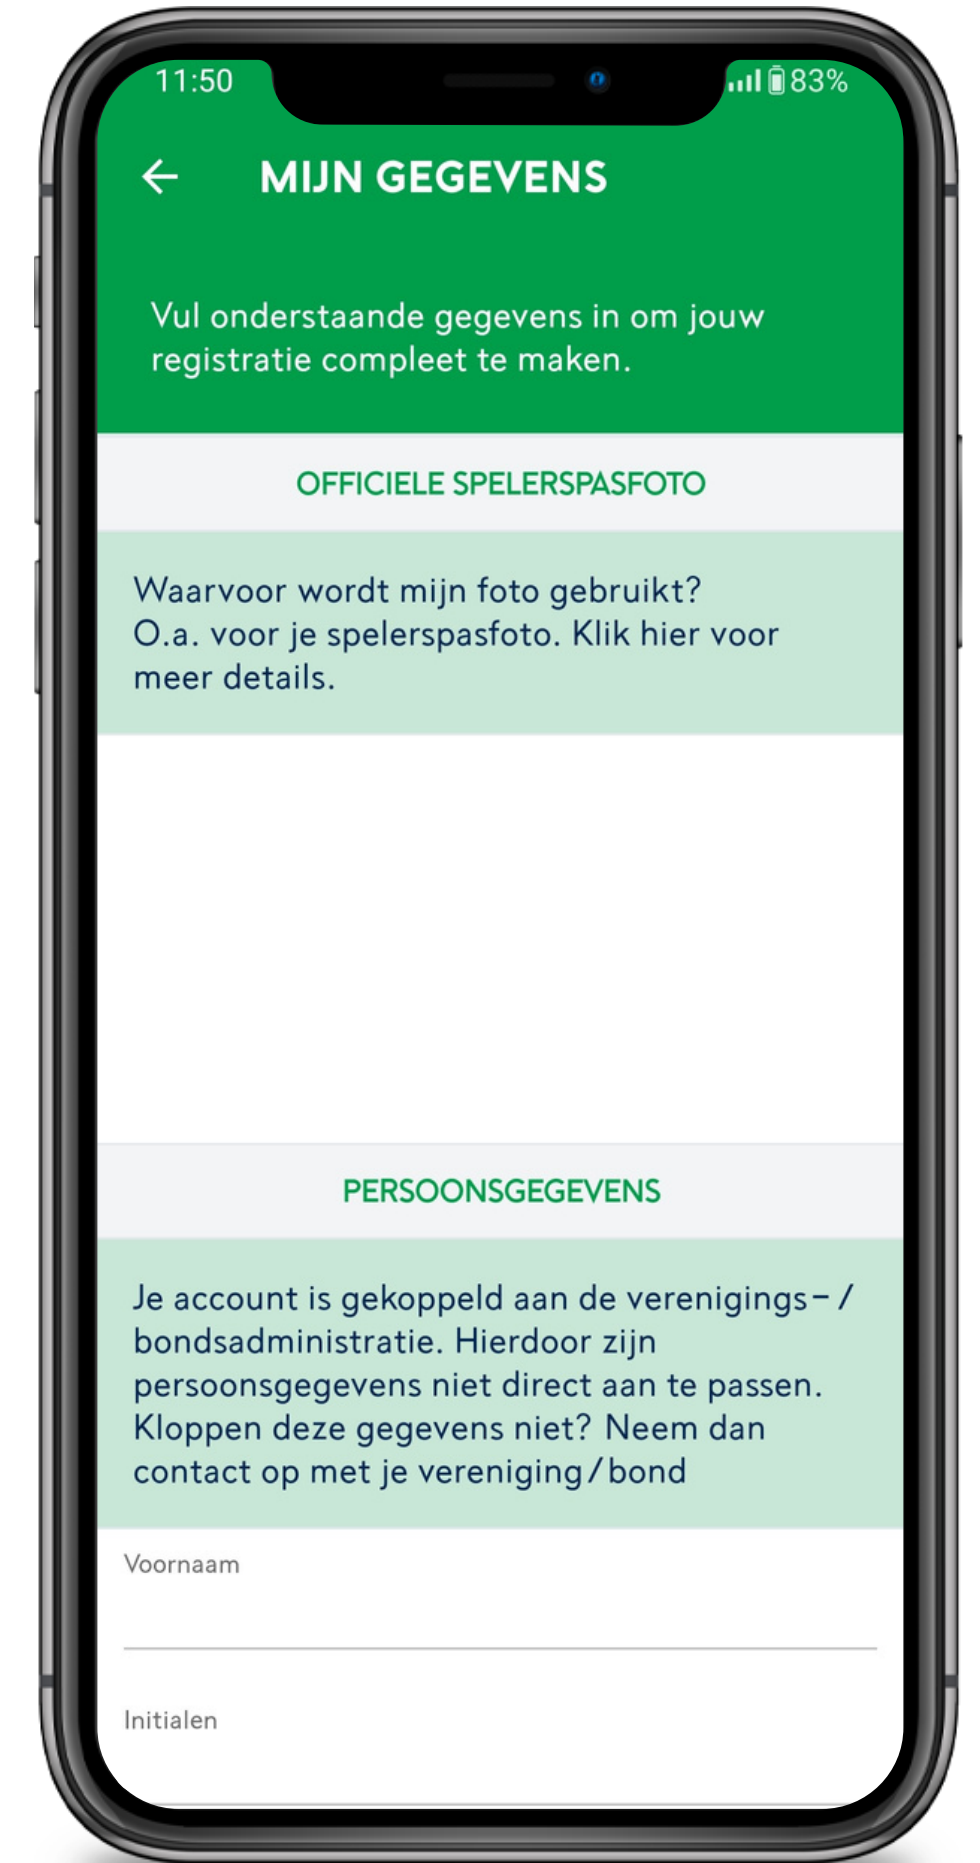 11:50
83%
MIJN GEGEVENS
Vul onderstaande gegevens in om jouw
registratie compleet te maken.
OFFICIELE SPELERSPASFOTO
Waarvoor wordt mijn foto gebruikt?
O.a. voor je spelerspasfoto. Klik hier voor
meer details.
PERSOONSGEGEVENS
Je account is gekoppeld aan de verenigings-/
bondsadministratie. Hierdoor zijn
persoonsgegevens niet direct aan te passen.
Kloppen deze gegevens niet? Neem dan
contact op met je vereniging/bond
Voornaam
Initialen